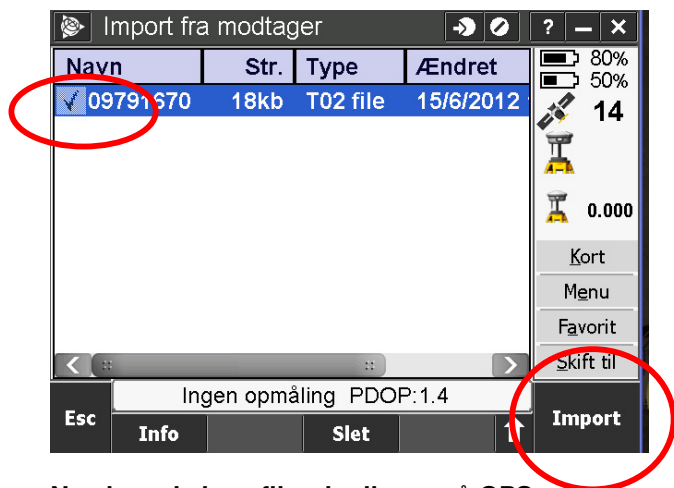 Import fra modtager
? – ×
Navn Str. Type Ændret
09791670 18kb T02 file 15/6/2012
80%
50%
14
0.000
Kort
Menu
Favorit
Skift til
Ingen opmåling PDOP:1.4
Esc Info Slet Import